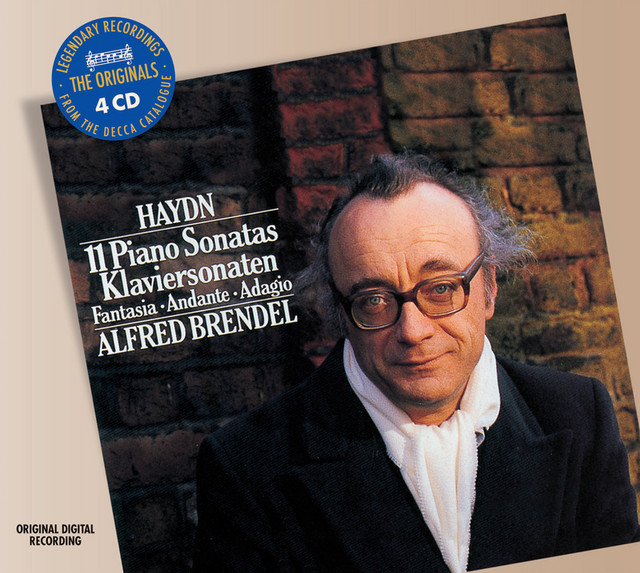 LEGENDARY RECORDINGS
THE ORIGINALS
4 CD
FROM THE DECCA CATALOGUE
HAYDN
11 Piano Sonatas
Klaviersonaten
Fantasia · Andante · Adagio
ALFRED BRENDEL
ORIGINAL DIGITAL
RECORDING